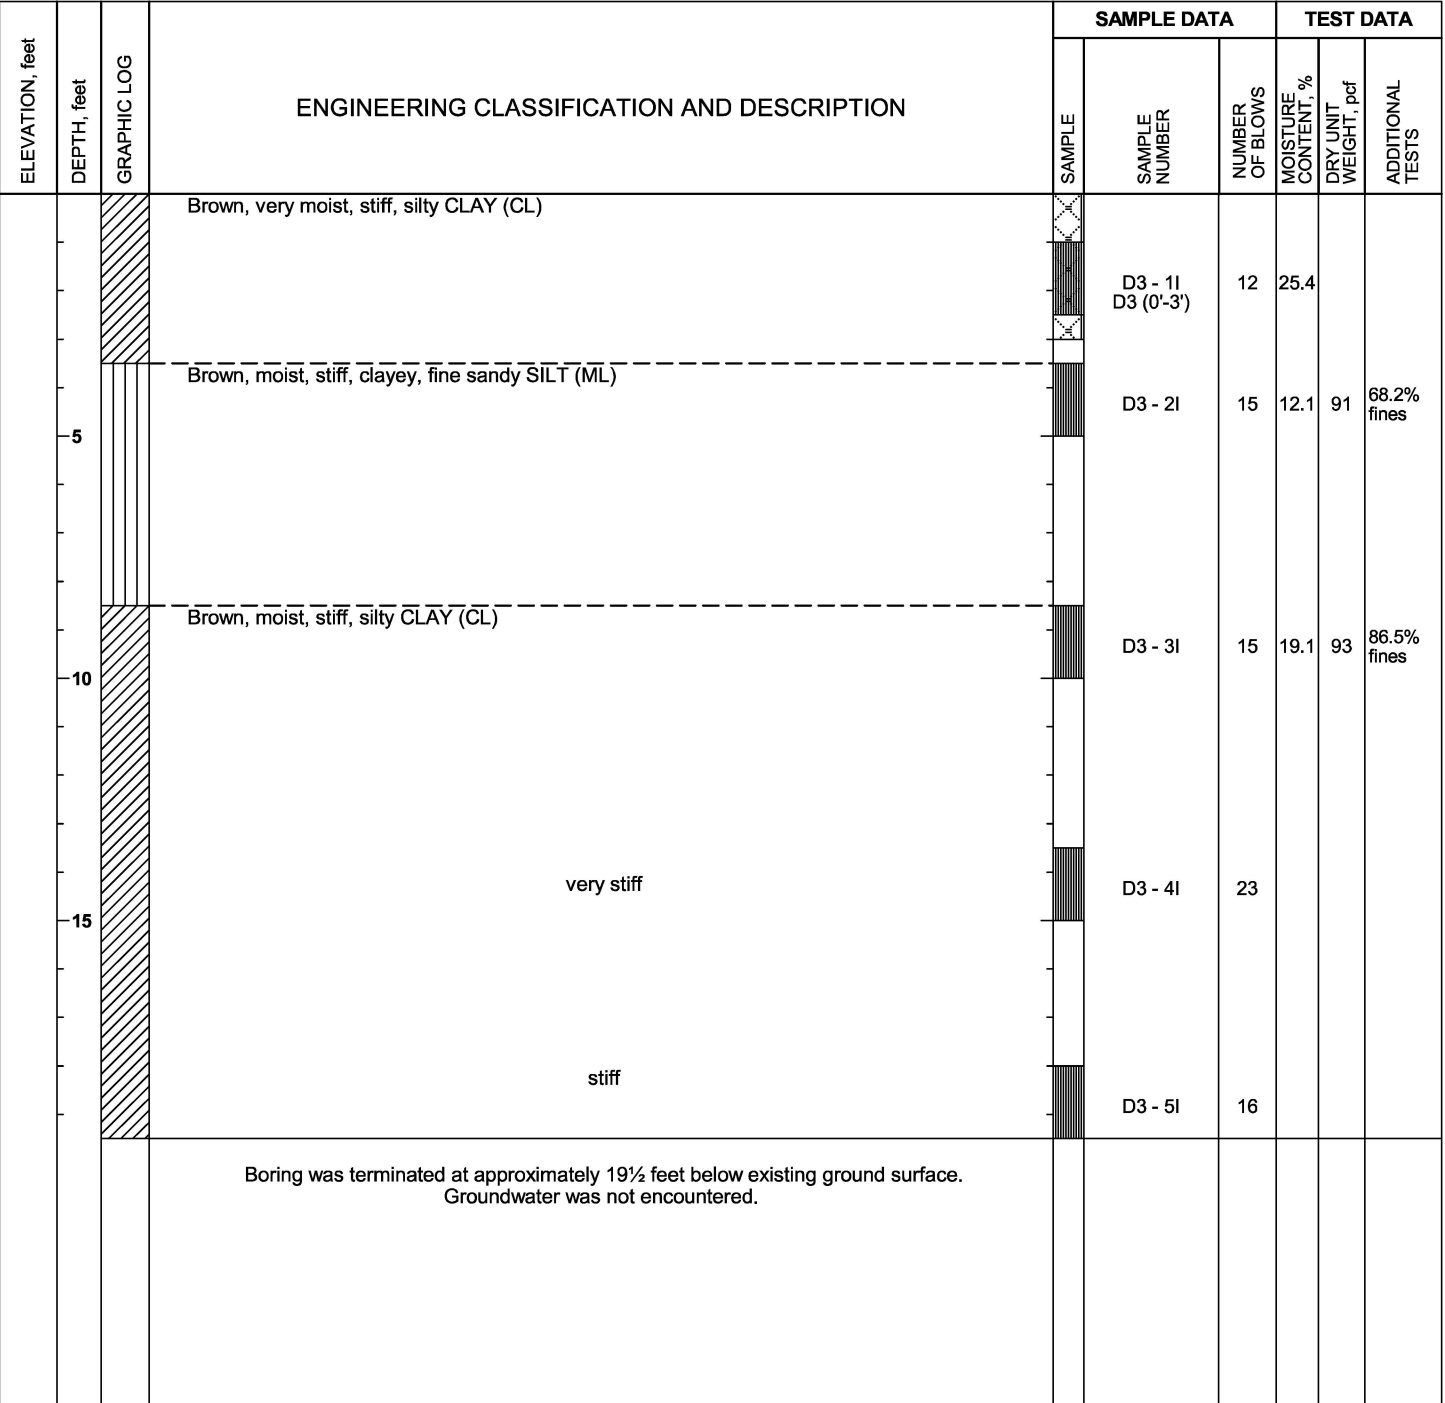 SAMPLE DATA TEST DATA
ELEVATION, feet
DEPTH, feet
GRAPHIC LOG
ENGINEERING CLASSIFICATION AND DESCRIPTION
SAMPLE
SAMPLE
NUMBER
NUMBER
OF BLOWS
MOISTURE
CONTENT, %
DRY UNIT
WEIGHT, pcf
ADDITIONAL
TESTS
Brown, very moist, stiff, silty CLAY (CL)
D3 - 1I 12 25.4
D3 (0'-3')
Brown, moist, stiff, clayey, fine sandy SILT (ML)
D3 - 2I 15 12.1 91 68.2%
fines
5
Brown, moist, stiff, silty CLAY (CL)
D3 - 3I 15 19.1 93 86.5%
fines
10
very stiff D3 - 4I 23
15
stiff
D3 - 5I 16
Boring was terminated at approximately 19½ feet below existing ground surface.
Groundwater was not encountered.